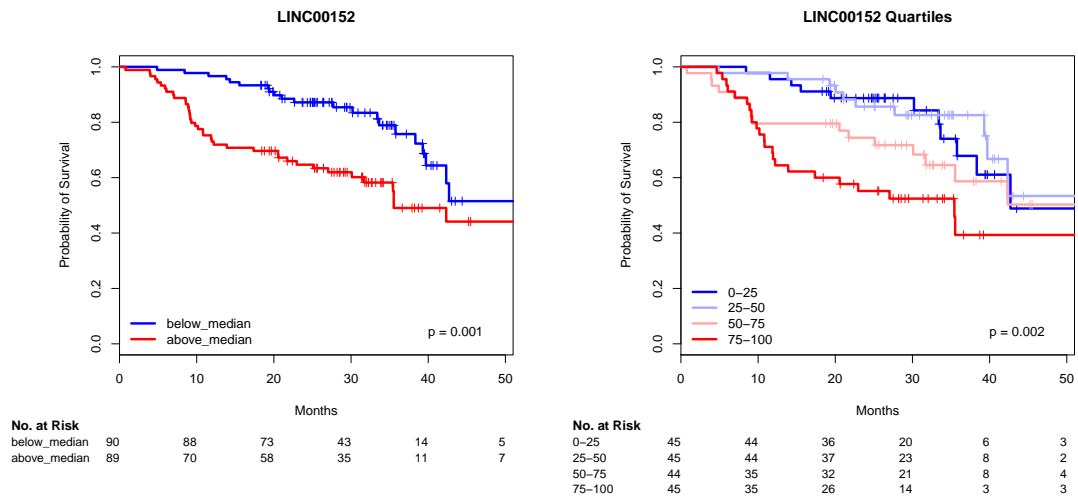 LINC00152
Probability of Survival
1.0
0.8
0.6
0.4
0.2
0.0
below_median
above_median
p = 0.001
0 10 20 30 40 50
Months
No. at Risk
below_median 90 88 73 43 14 5
above_median 89 70 58 35 11 7
LINC00152 Quartiles
Probability of Survival
1.0
0.8
0.6
0.4
0.2
0.0
0−25
25−50
50−75
75−100
p = 0.002
0 10 20 30 40 50
Months
No. at Risk
0−25 45 44 36 20 6 3
25−50 45 44 37 23 8 2
50−75 44 35 32 21 8 4
75−100 45 35 26 14 3 3